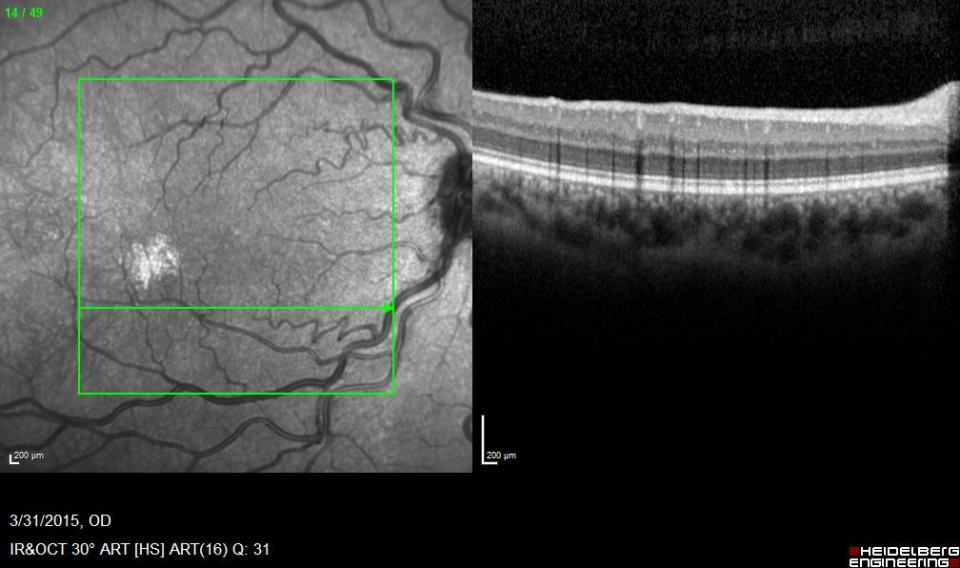 14 / 49
200 µm
200 µm
3/31/2015, OD
IR&OCT 30° ART [HS] ART(16) Q: 31
HEIDELBERG
ENGINEERING